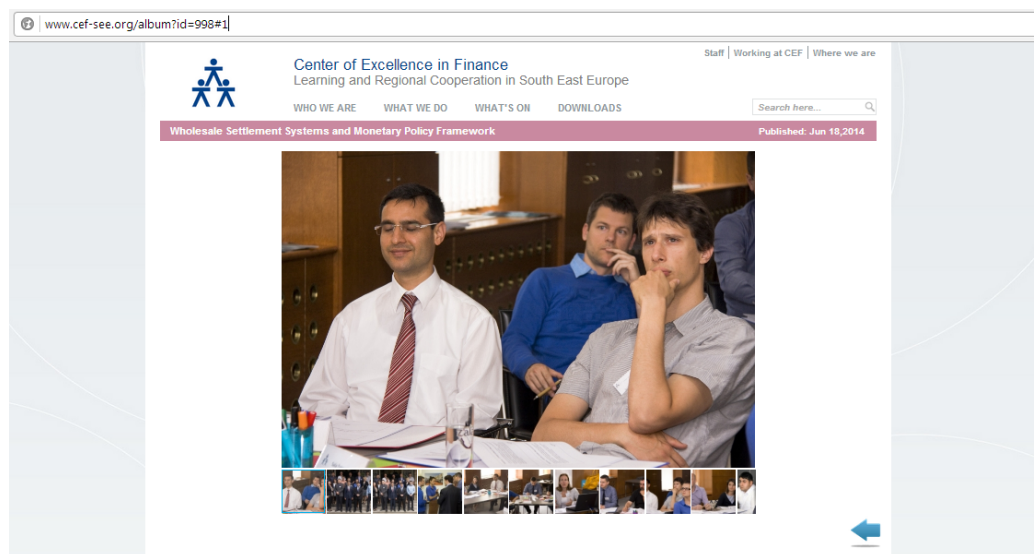 www.cef-see.org/album?id=998#1
Staff | Working at CEF | Where we are
Center of Excellence in Finance
Learning and Regional Cooperation in South East Europe
WHO WE ARE WHAT WE DO WHAT'S ON DOWNLOADS
Search here...
Wholesale Settlement Systems and Monetary Policy Framework Published: Jun 18,2014